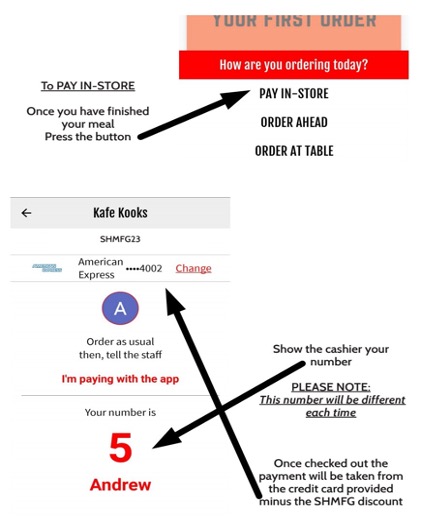 YOUR FIRST ORDER
How are you ordering today?
To PAY IN-STORE
Once you have finished
your meal
Press the button
PAY IN-STORE
ORDER AHEAD
ORDER AT TABLE
← Kafe Kooks
SHMFG23
American
Express ••••4002 Change
A
Order as usual
then, tell the staff
I'm paying with the app
Your number is
5
Andrew
Show the cashier your
number
PLEASE NOTE:
This number will be different
each time
Once checked out the
payment will be taken from
the credit card provided
minus the SHMFG discount